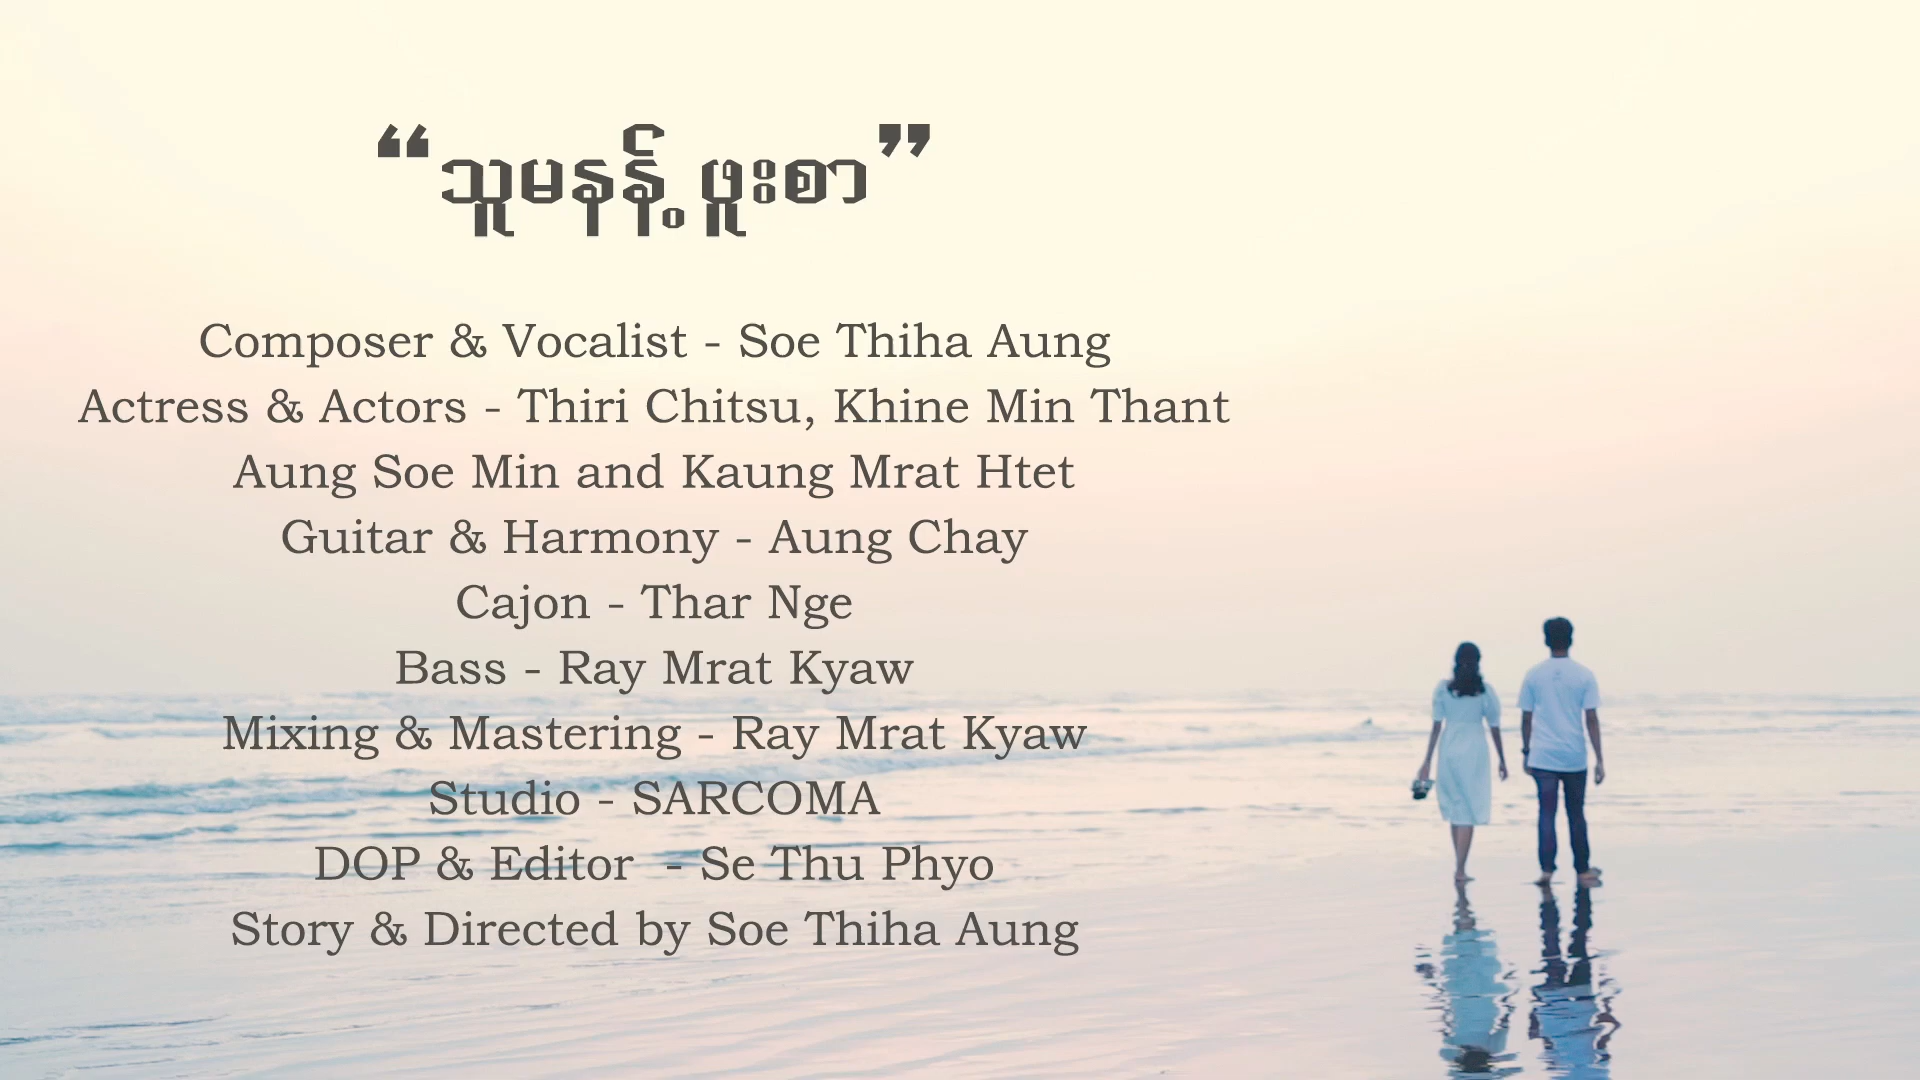 “သူမနန့်ဖူးစာ”
Composer & Vocalist - Soe Thiha Aung
Actress & Actors - Thiri Chitsu, Khine Min Thant
Aung Soe Min and Kaung Mrat Htet
Guitar & Harmony - Aung Chay
Cajon - Thar Nge
Bass - Ray Mrat Kyaw
Mixing & Mastering - Ray Mrat Kyaw
Studio - SARCOMA
DOP & Editor  - Se Thu Phyo
Story & Directed by Soe Thiha Aung